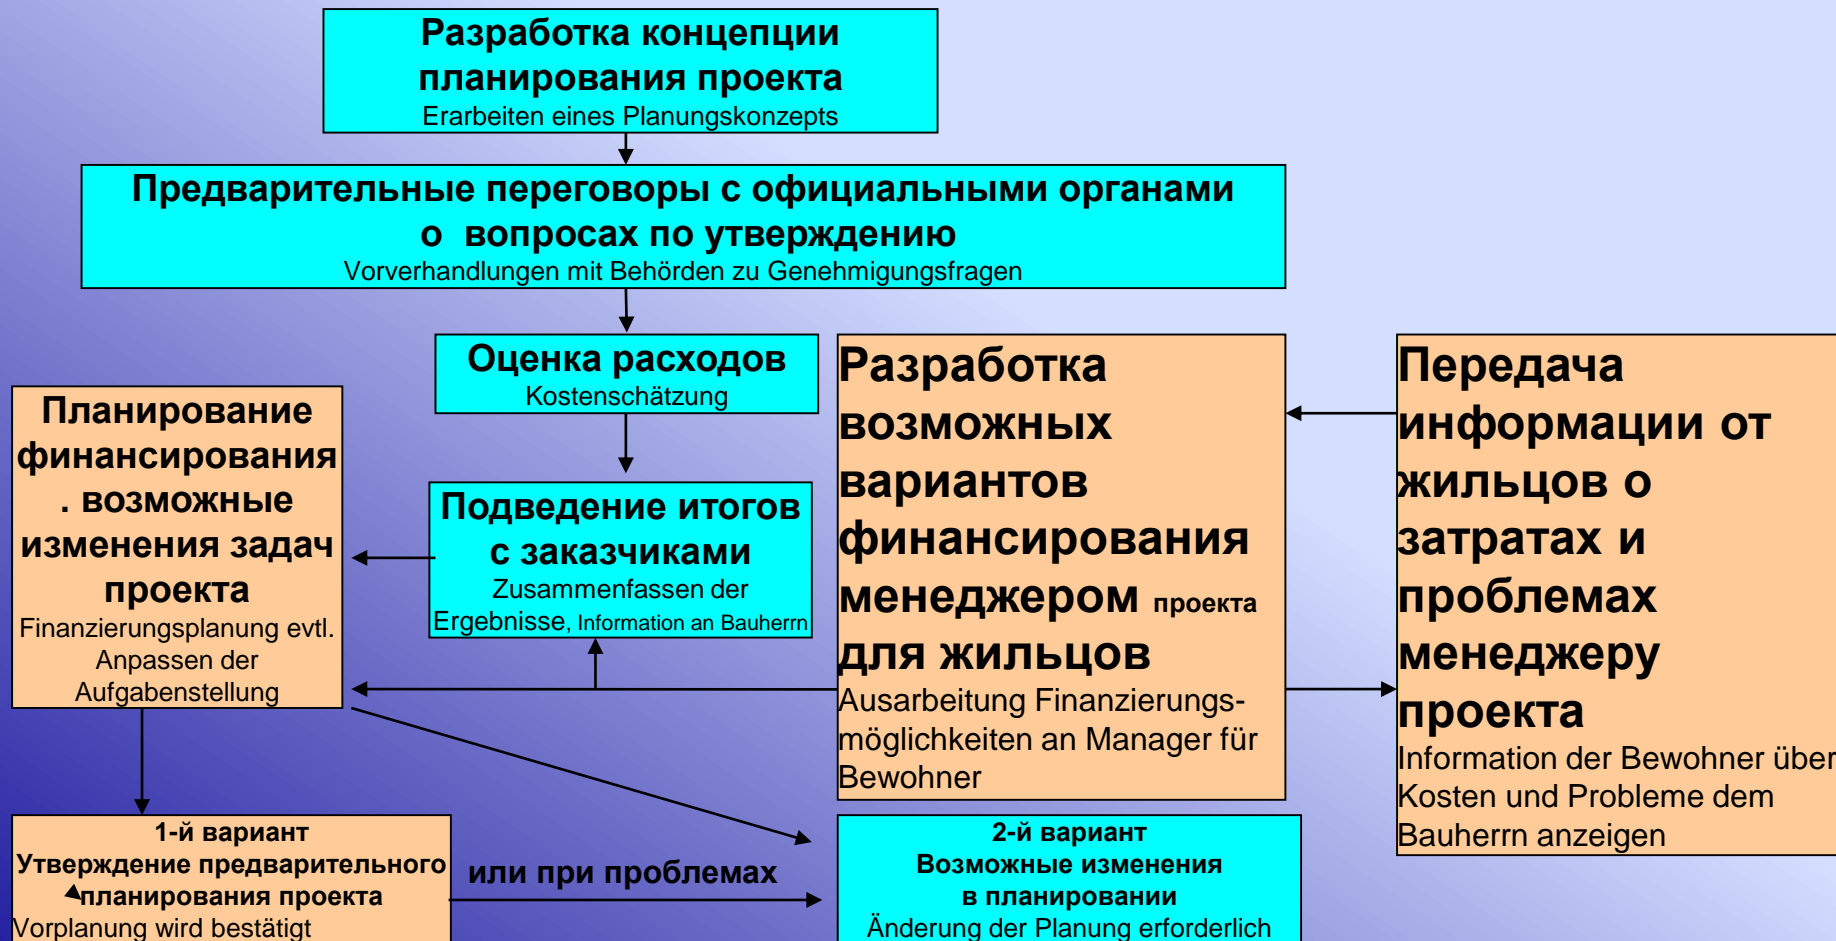 Разработка концепции
планирования проекта
Erarbeiten eines Planungskonzepts
Предварительные переговоры с официальными органами
о вопросах по утверждению
Vorverhandlungen mit Behörden zu Genehmigungsfragen
Оценка расходов
Kostenschätzung
Планирование
финансирования
. возможные
изменения задач
проекта
Finanzierungsplanung evtl.
Anpassen der
Aufgabenstellung
Подведение итогов
с заказчиками
Zusammenfassen der
Ergebnisse, Information an Bauherrn
Разработка
возможных
вариантов
финансирования
менеджером проекта
для жильцов
Ausarbeitung Finanzierungs-
möglichkeiten an Manager für
Bewohner
Передача
информации от
жильцов о
затратах и
проблемах
менеджеру
проекта
Information der Bewohner über
Kosten und Probleme dem
Bauherrn anzeigen
1-й вариант
Утверждение предварительного
планирования проекта
Vorplanung wird bestätigt
или при проблемах
2-й вариант
Возможные изменения
в планировании
Änderung der Planung erforderlich